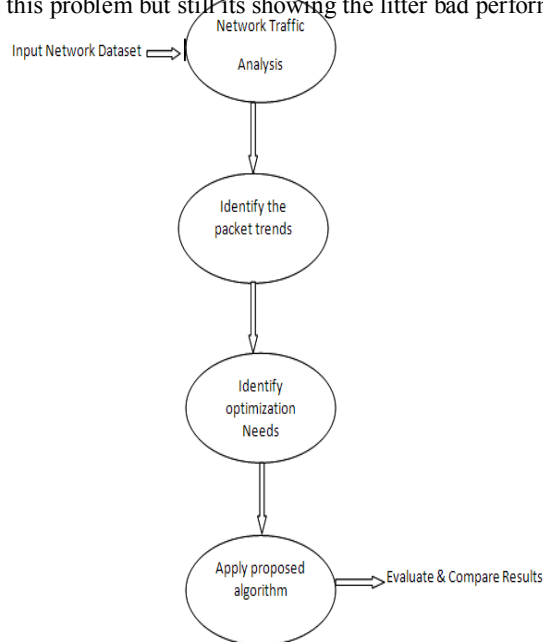 this problem but still its showing the litter bad perform
Network Traffic
Input Network Dataset
Analysis
Identify the
packet trends
Identify
optimization
Needs
Apply proposed
algorithm
Evaluate & Compare Results